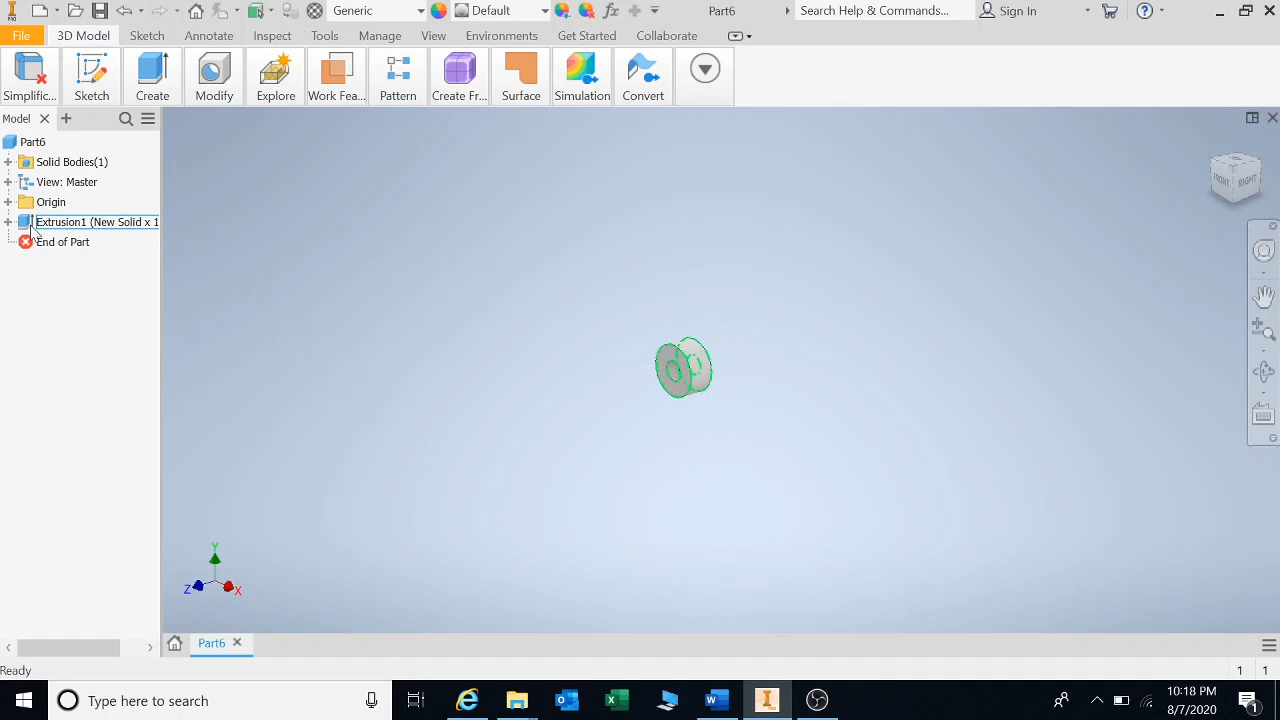 Generic
Default
Part6
Search Help & Commands...
Sign In
File
3D Model
Sketch
Annotate
Inspect
Tools
Manage
View
Environments
Get Started
Collaborate
Simplific...
Sketch
Create
Modify
Explore
Work Fea...
Pattern
Create Fr...
Surface
Simulation
Convert
Model
Part6
Solid Bodies(1)
View: Master
Origin
Extrusion1 (New Solid x 1
End of Part
FRONT
RIGHT
Y
Z
X
Part6
Ready
1
1
Type here to search
10:18 PM
8/7/2020
1